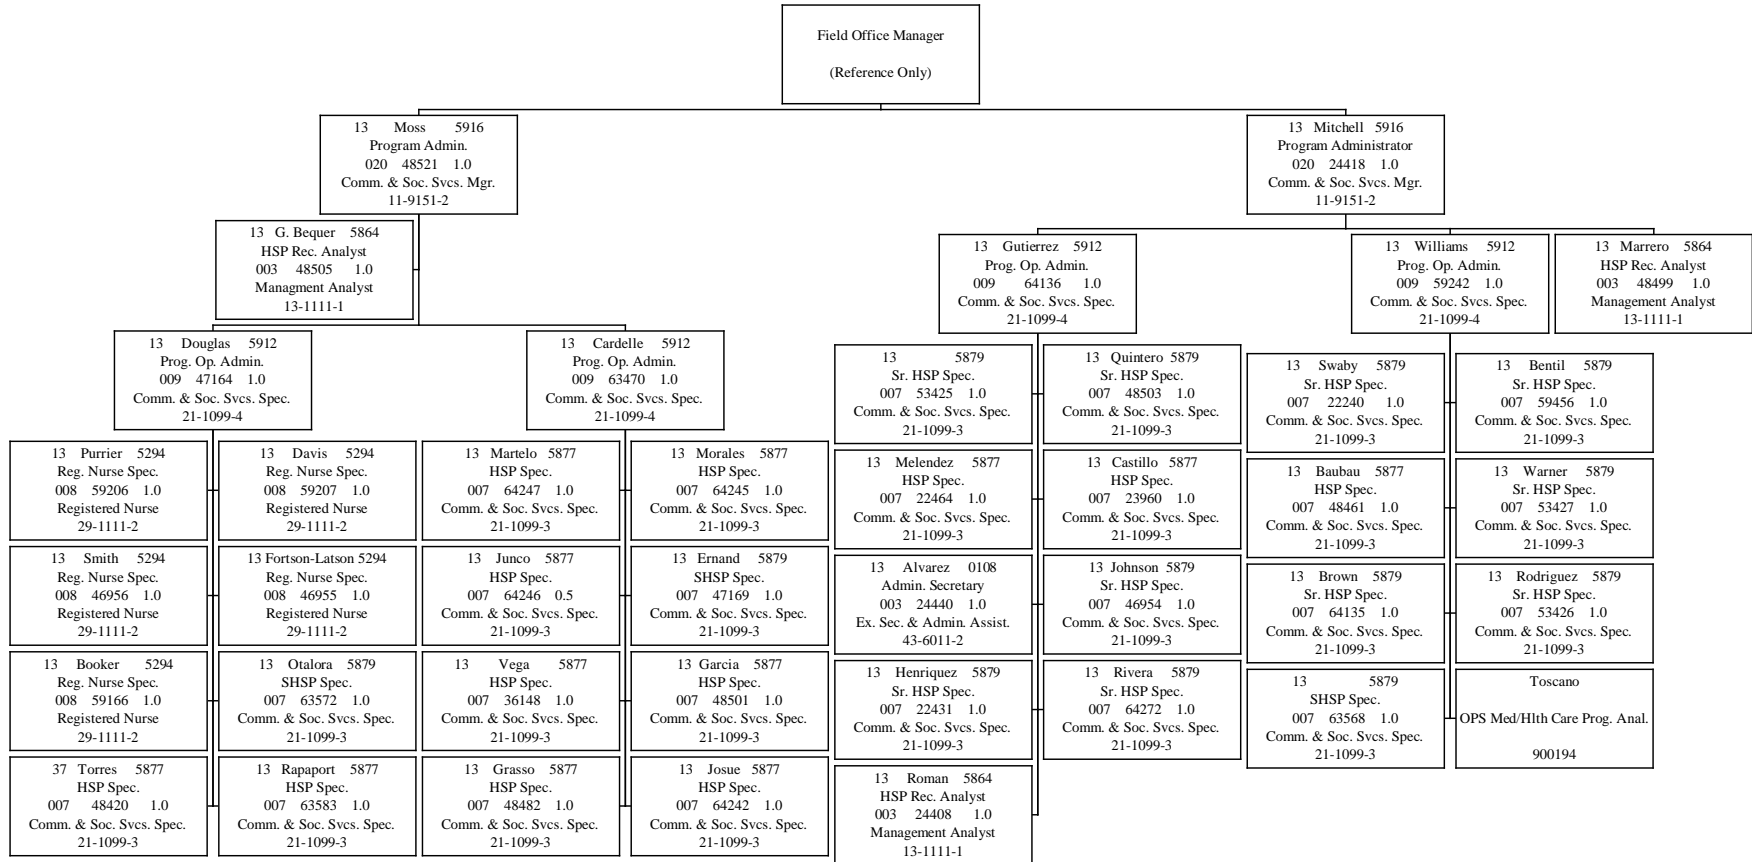 Field Office Manager
(Reference Only)
13 Moss 5916
Program Admin.
020 48521 1.0
Comm. & Soc. Svcs. Mgr.
11-9151-2
13 Mitchell 5916
Program Administrator
020 24418 1.0
Comm. & Soc. Svcs. Mgr.
11-9151-2
13 G. Bequer 5864
HSP Rec. Analyst
003 48505 1.0
Managment Analyst
13-1111-1
13 Gutierrez 5912
Prog. Op. Admin.
009 64136 1.0
Comm. & Soc. Svcs. Spec.
21-1099-4
13 Williams 5912
Prog. Op. Admin.
009 59242 1.0
Comm. & Soc. Svcs. Spec.
21-1099-4
13 Marrero 5864
HSP Rec. Analyst
003 48499 1.0
Management Analyst
13-1111-1
13 Douglas 5912
Prog. Op. Admin.
009 47164 1.0
Comm. & Soc. Svcs. Spec.
21-1099-4
13 Cardelle 5912
Prog. Op. Admin.
009 63470 1.0
Comm. & Soc. Svcs. Spec.
21-1099-4
13 5879
Sr. HSP Spec.
007 53425 1.0
Comm. & Soc. Svcs. Spec.
21-1099-3
13 Quintero 5879
Sr. HSP Spec.
007 48503 1.0
Comm. & Soc. Svcs. Spec.
21-1099-3
13 Swaby 5879
Sr. HSP Spec.
007 22240 1.0
Comm. & Soc. Svcs. Spec.
21-1099-3
13 Bentil 5879
Sr. HSP Spec.
007 59456 1.0
Comm. & Soc. Svcs. Spec.
21-1099-3
13 Purrier 5294
Reg. Nurse Spec.
008 59206 1.0
Registered Nurse
29-1111-2
13 Davis 5294
Reg. Nurse Spec.
008 59207 1.0
Registered Nurse
29-1111-2
13 Martelo 5877
HSP Spec.
007 64247 1.0
Comm. & Soc. Svcs. Spec.
21-1099-3
13 Morales 5877
HSP Spec.
007 64245 1.0
Comm. & Soc. Svcs. Spec.
21-1099-3
13 Melendez 5877
HSP Spec.
007 22464 1.0
Comm. & Soc. Svcs. Spec.
21-1099-3
13 Castillo 5877
HSP Spec.
007 23960 1.0
Comm. & Soc. Svcs. Spec.
21-1099-3
13 Baubau 5877
HSP Spec.
007 48461 1.0
Comm. & Soc. Svcs. Spec.
21-1099-3
13 Warner 5879
Sr. HSP Spec.
007 53427 1.0
Comm. & Soc. Svcs. Spec.
21-1099-3
13 Smith 5294
Reg. Nurse Spec.
008 46956 1.0
Registered Nurse
29-1111-2
13 Fortson-Latson 5294
Reg. Nurse Spec.
008 46955 1.0
Registered Nurse
29-1111-2
13 Junco 5877
HSP Spec.
007 64246 0.5
Comm. & Soc. Svcs. Spec.
21-1099-3
13 Ernand 5879
SHSP Spec.
007 47169 1.0
Comm. & Soc. Svcs. Spec.
21-1099-3
13 Alvarez 0108
Admin. Secretary
003 24440 1.0
Ex. Sec. & Admin. Assist.
43-6011-2
13 Johnson 5879
Sr. HSP Spec.
007 46954 1.0
Comm. & Soc. Svcs. Spec.
21-1099-3
13 Brown 5879
Sr. HSP Spec.
007 64135 1.0
Comm. & Soc. Svcs. Spec.
21-1099-3
13 Rodriguez 5879
Sr. HSP Spec.
007 53426 1.0
Comm. & Soc. Svcs. Spec.
21-1099-3
13 Booker 5294
Reg. Nurse Spec.
008 59166 1.0
Registered Nurse
29-1111-2
13 Otalora 5879
SHSP Spec.
007 63572 1.0
Comm. & Soc. Svcs. Spec.
21-1099-3
13 Vega 5877
HSP Spec.
007 36148 1.0
Comm. & Soc. Svcs. Spec.
21-1099-3
13 Garcia 5877
HSP Spec.
007 48501 1.0
Comm. & Soc. Svcs. Spec.
21-1099-3
13 Henriquez 5879
Sr. HSP Spec.
007 22431 1.0
Comm. & Soc. Svcs. Spec.
21-1099-3
13 Rivera 5879
Sr. HSP Spec.
007 64272 1.0
Comm. & Soc. Svcs. Spec.
21-1099-3
13 5879
SHSP Spec.
007 63568 1.0
Comm. & Soc. Svcs. Spec.
21-1099-3
Toscano
OPS Med/Hlth Care Prog. Anal.
900194
37 Torres 5877
HSP Spec.
007 48420 1.0
Comm. & Soc. Svcs. Spec.
21-1099-3
13 Rapaport 5877
HSP Spec.
007 63583 1.0
Comm. & Soc. Svcs. Spec.
21-1099-3
13 Grasso 5877
HSP Spec.
007 48482 1.0
Comm. & Soc. Svcs. Spec.
21-1099-3
13 Josue 5877
HSP Spec.
007 64242 1.0
Comm. & Soc. Svcs. Spec.
21-1099-3
13 Roman 5864
HSP Rec. Analyst
003 24408 1.0
Management Analyst
13-1111-1